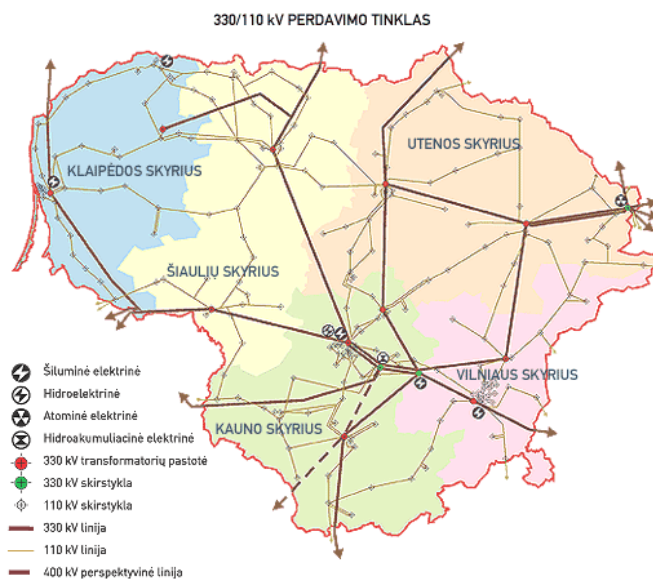 330/110 kV PERDAVIMO TINKLAS
UTENOS SKYRIUS
KLAIPĖDOS SKYRIUS
ŠIAULIŲ SKYRIUS
VILNIAUS SKYRIUS
KAUNO SKYRIUS
Šiluminė elektrinė
Hidroelektrinė
Atominė elektrinė
Hidroakumuliacinė elektrinė
330 kV transformatorių pastotė
330 kV skirstykla
110 kV skirstykla
330 kV linija
110 kV linija
400 kV perspektyvinė linija